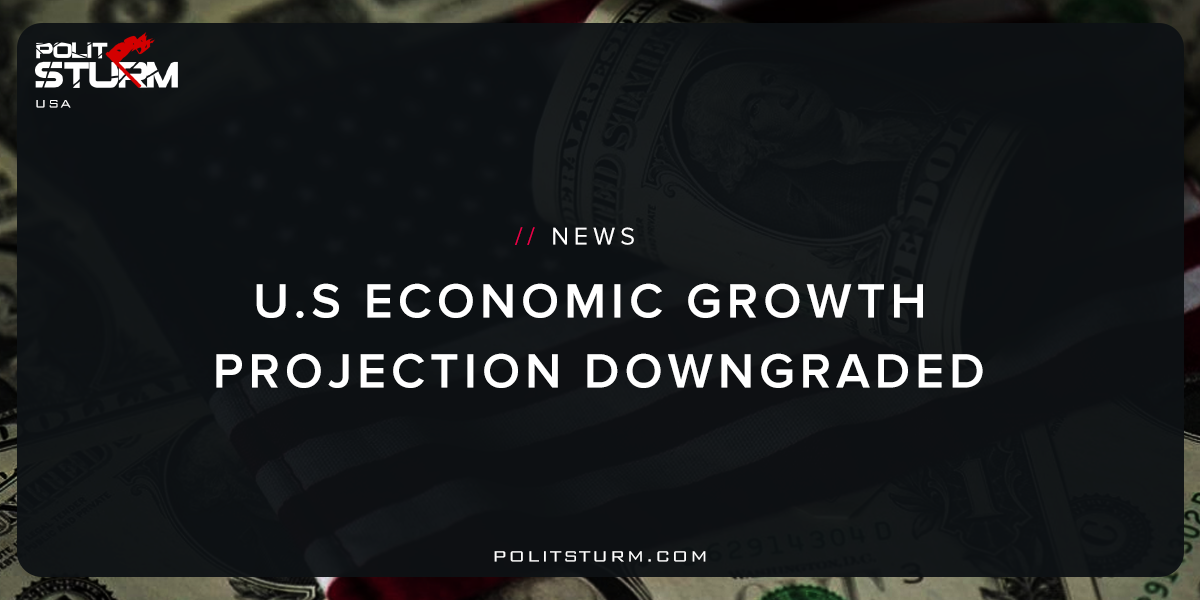 POLIT
STURM
USA
// NEWS
U.S ECONOMIC GROWTH
PROJECTION DOWNGRADED
POLITSTURM.COM